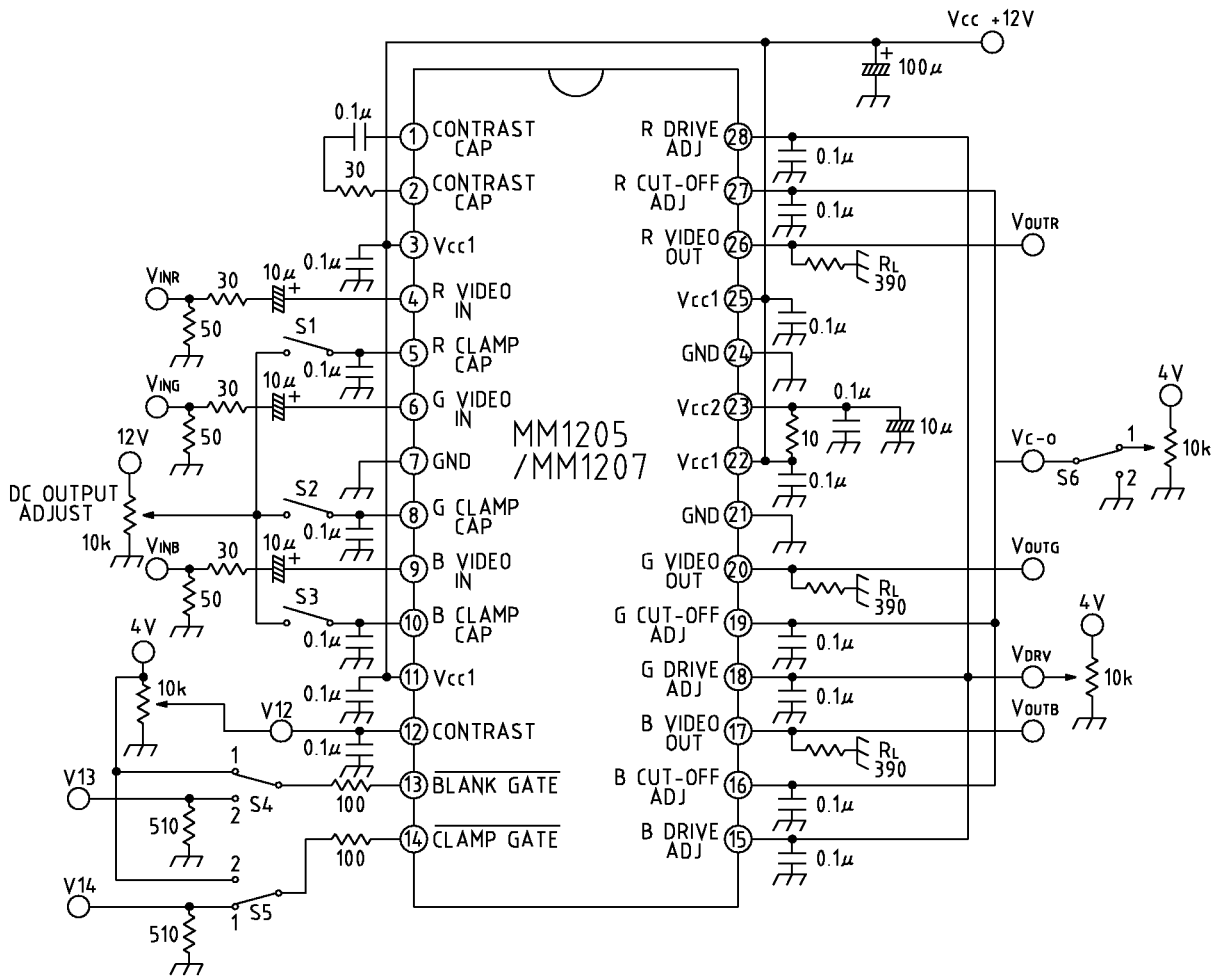 Vcc +12V
100μ
0.1μ
30
1 CONTRAST CAP
2 CONTRAST CAP
3 Vcc1
0.1μ
VINR
30
10μ
+
50
4 R VIDEO IN
S1
5 R CLAMP CAP
0.1μ
VING
30
10μ
+
50
6 G VIDEO IN
12V
7 GND
DC OUTPUT ADJUST
10k
S2
8 G CLAMP CAP
0.1μ
VINB
30
10μ
+
50
9 B VIDEO IN
S3
10 B CLAMP CAP
0.1μ
4V
10k
11 Vcc1
0.1μ
V12
12 CONTRAST
0.1μ
V13
510
1
2
S4
100
13 BLANK GATE
14 CLAMP GATE
100
V14
510
2
1
S5
MM1205
/MM1207
R DRIVE ADJ 28
0.1μ
R CUT-OFF ADJ 27
0.1μ
R VIDEO OUT 26
VOUTR
RL
390
Vcc1 25
0.1μ
GND 24
Vcc2 23
0.1μ
10
10μ
Vcc1 22
0.1μ
VC-O
S6
1
2
4V
10k
GND 21
G VIDEO OUT 20
VOUTG
RL
390
G CUT-OFF ADJ 19
0.1μ
G DRIVE ADJ 18
0.1μ
VDRV
4V
10k
B VIDEO OUT 17
VOUTB
RL
390
B CUT-OFF ADJ 16
0.1μ
B DRIVE ADJ 15
0.1μ